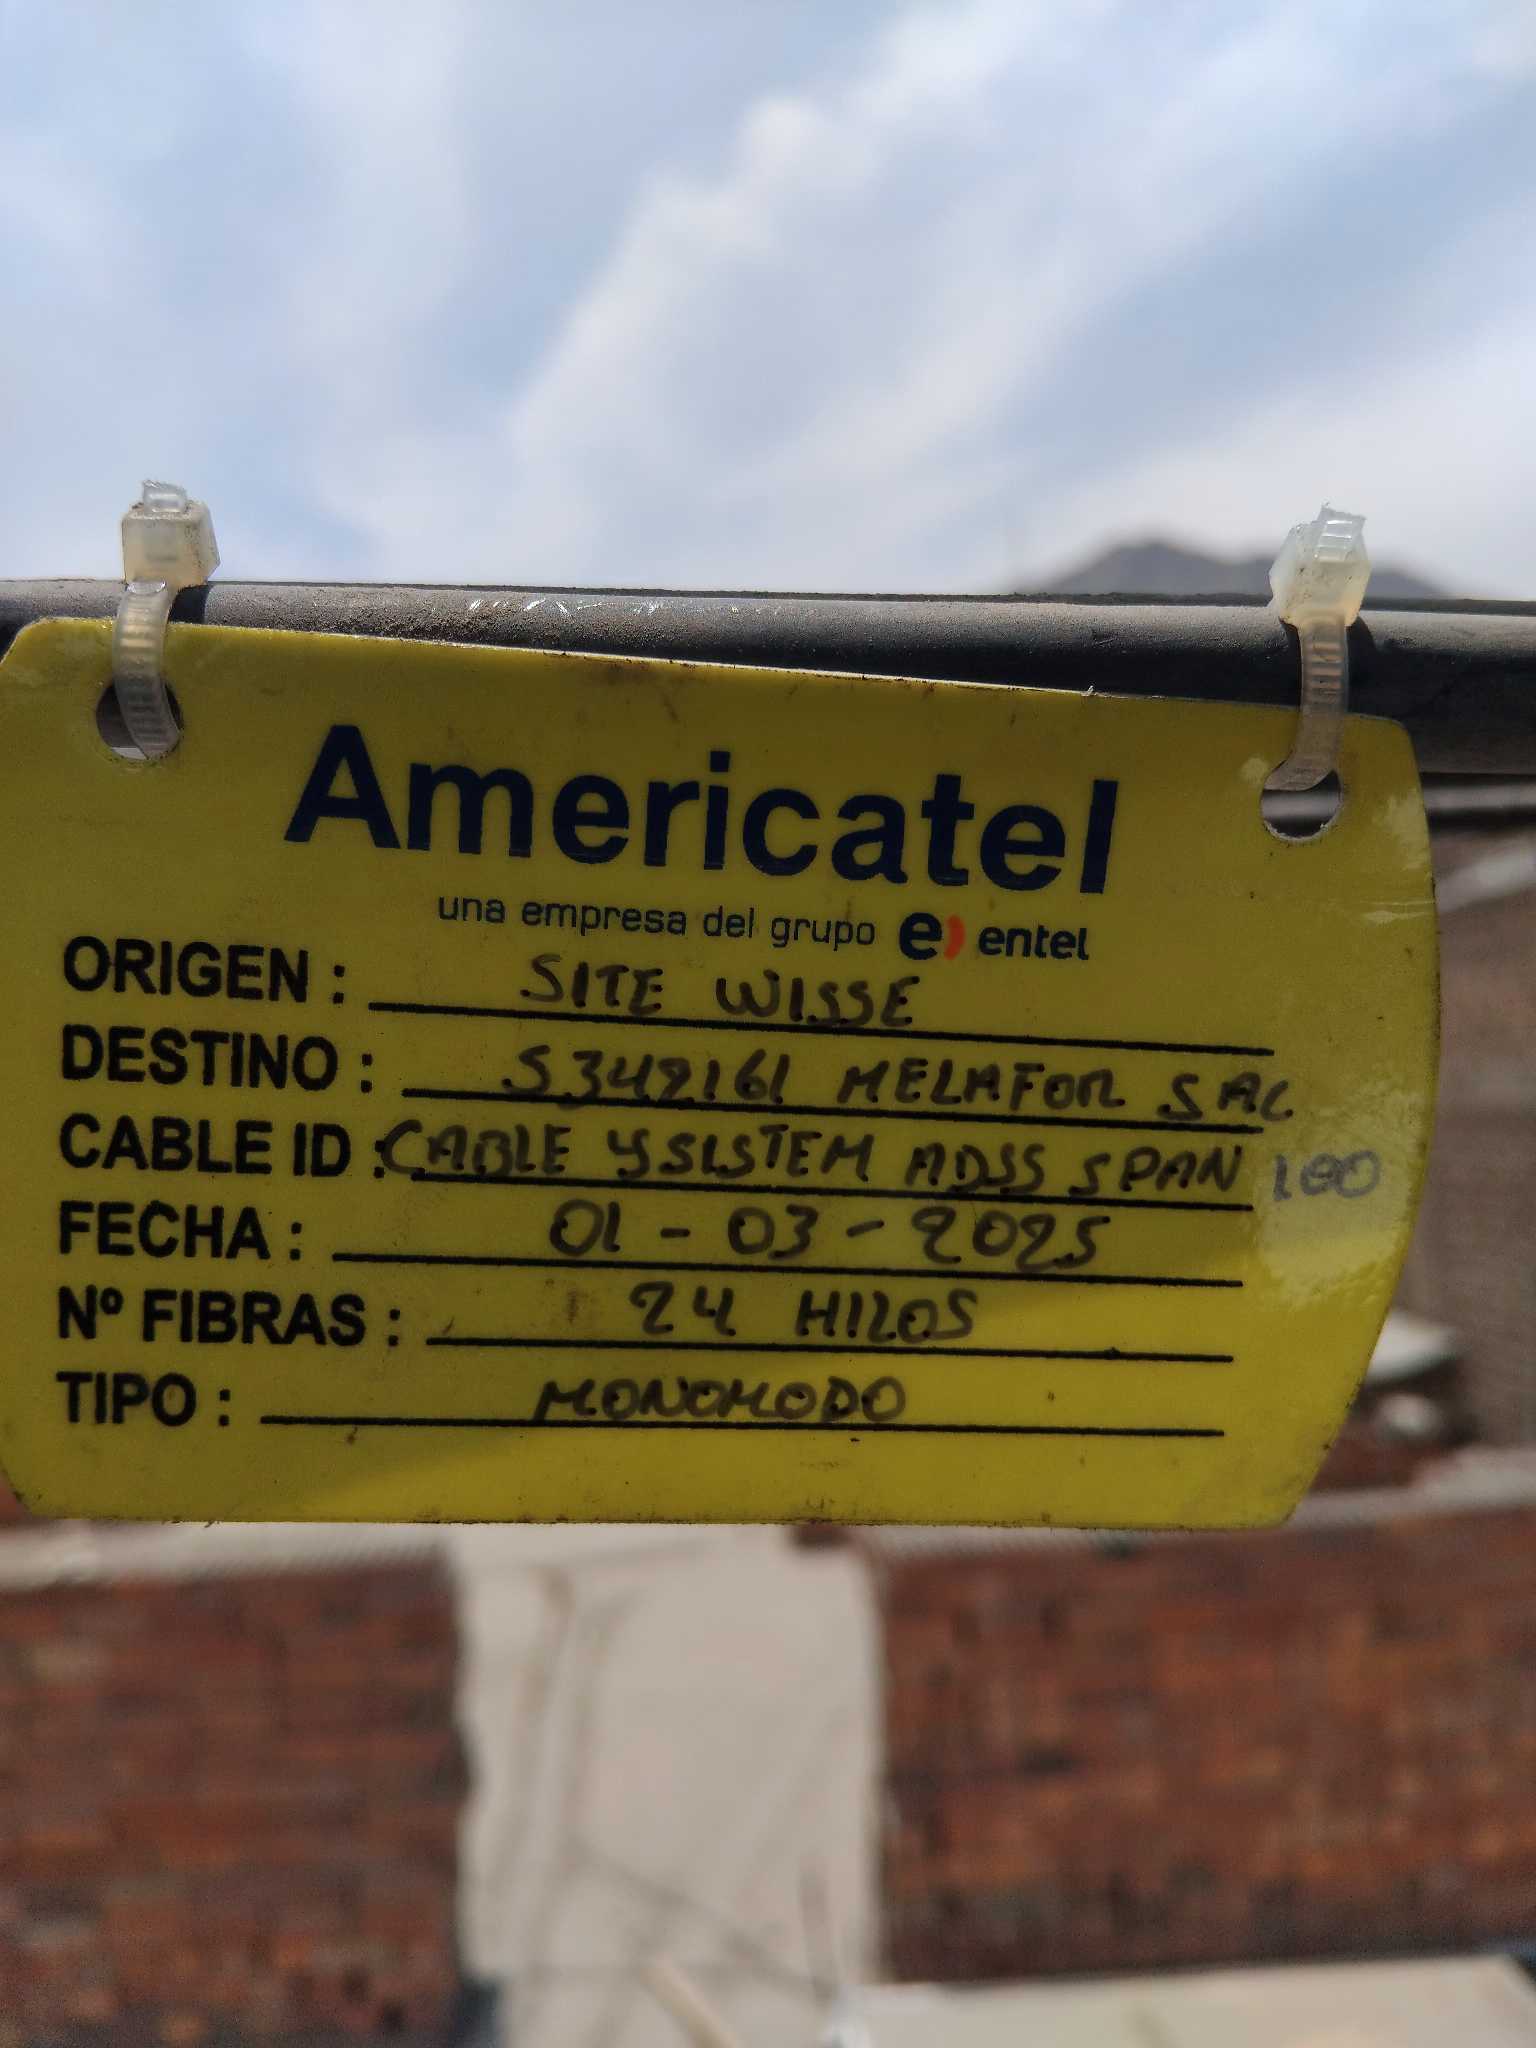 Americatel
una empresa del grupo e) entel
ORIGEN : SITE WISSE
DESTINO : S342161 MELAFOR SAC
CABLE ID : CABLE YSISTEM ADSS SPAN 100
FECHA : 01 - 03 - 2025
Nº FIBRAS : 24 HILOS
TIPO : MONOMODO